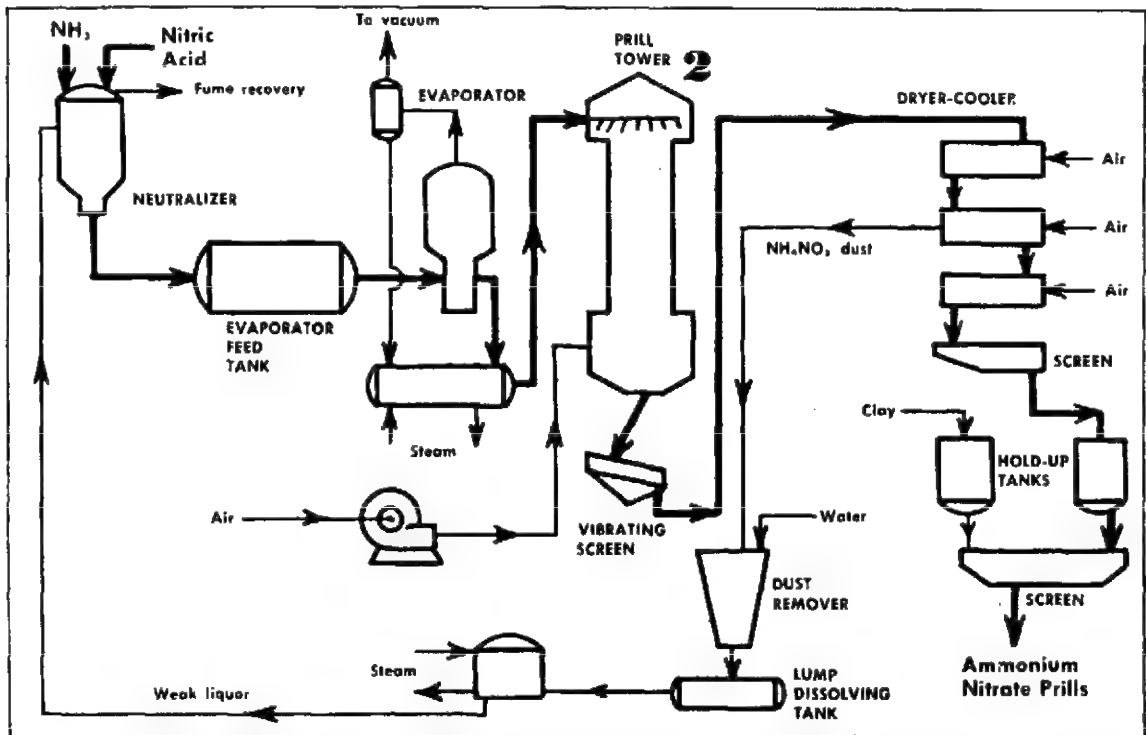 NH₃
Nitric
Acid
Fume recovery
NEUTRALIZER
To vacuum
EVAPORATOR
PRILL
TOWER 2
DRYER-COOLER
Air
Air
Air
NH₄NO₃ dust
EVAPORATOR
FEED
TANK
Steam
Air
VIBRATING
SCREEN
SCREEN
Clay
HOLD-UP
TANKS
Water
DUST
REMOVER
SCREEN
Steam
Weak liquor
LUMP
DISSOLVING
TANK
Ammonium
Nitrate Prills